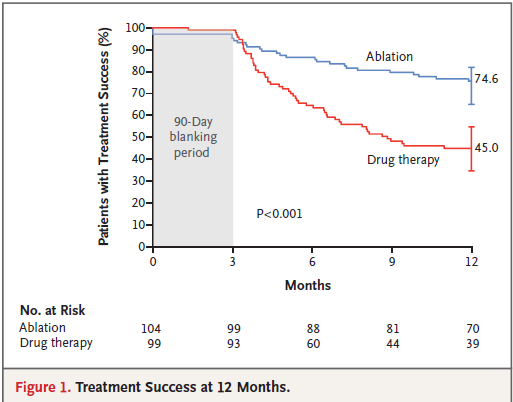 Patients with Treatment Success (%)
100
90
80
70
60
50
40
30
20
10
0
90-Day
blanking
period
Ablation
74.6
Drug therapy
45.0
P<0.001
0 3 6 9 12
Months
No. at Risk
Ablation 104 99 88 81 70
Drug therapy 99 93 60 44 39
Figure 1. Treatment Success at 12 Months.